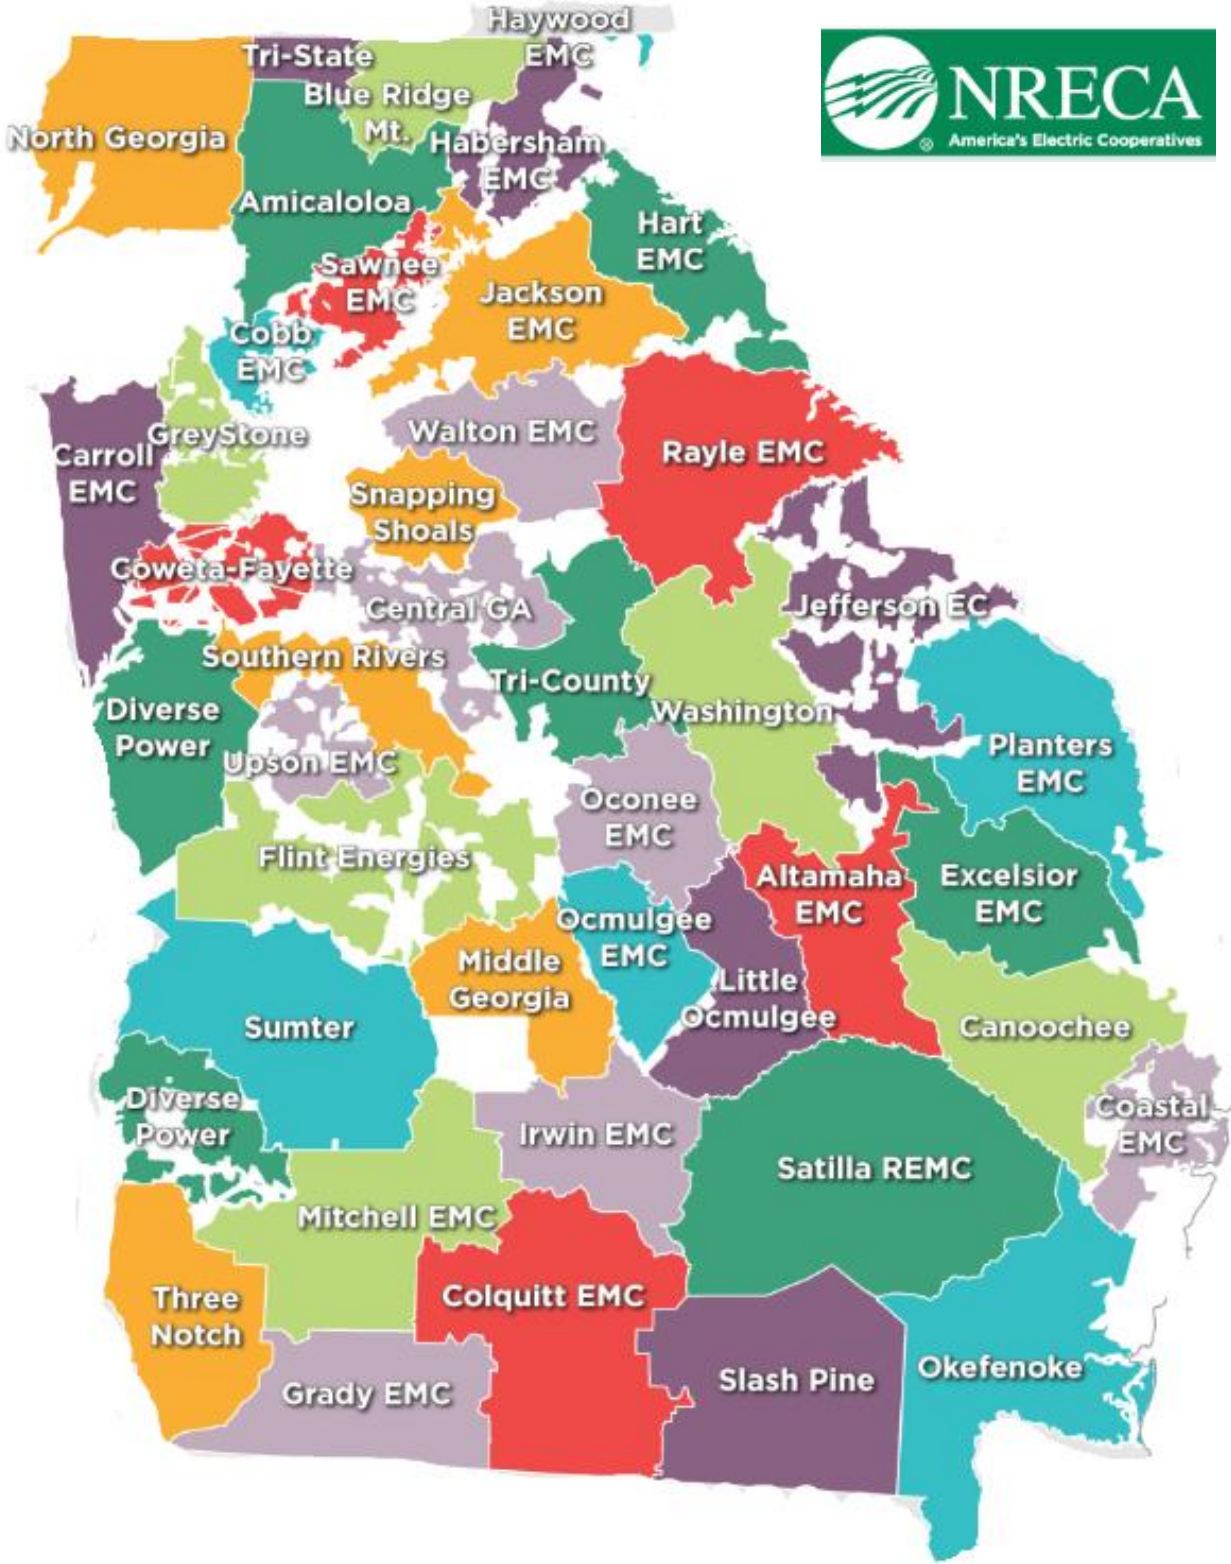 Haywood
EMC
NRECA
®
America's Electric Cooperatives
Tri-State
Blue Ridge
Mt.
North Georgia
Habersham
EMC
Amicaloloa
Hart
EMC
Sawnee
EMC
Jackson
EMC
Cobb
EMC
GreyStone
Carroll
EMC
Walton EMC
Rayle EMC
Snapping
Shoals
Coweta-Fayette
Central GA
Jefferson EC
Southern Rivers
Tri-County
Diverse
Power
Washington
Upson EMC
Planters
EMC
Oconee
EMC
Flint Energies
Altamaha
EMC
Excelsior
EMC
Ocmulgee
EMC
Middle
Georgia
Little
Ocmulgee
Sumter
Canoochee
Diverse
Power
Coastal
EMC
Irwin EMC
Satilla REMC
Mitchell EMC
Three
Notch
Colquitt EMC
Okefenoke
Slash Pine
Grady EMC